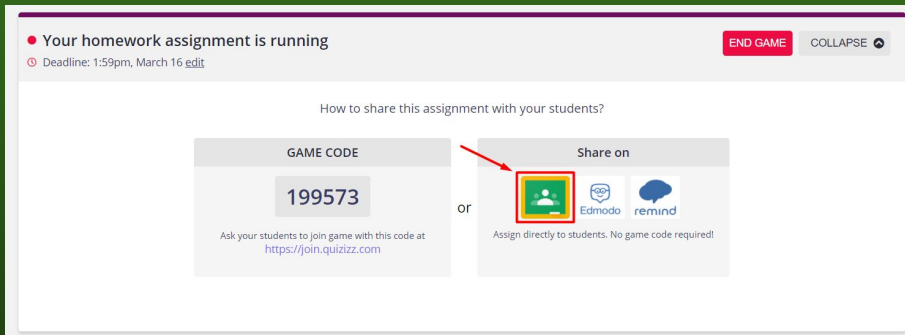 Your homework assignment is running
END GAME
COLLAPSE
Deadline: 1:59pm, March 16 edit
How to share this assignment with your students?
GAME CODE
199573
Ask your students to join game with this code at
https://join.quizizz.com
or
Share on
Edmodo
remind
Assign directly to students. No game code required!